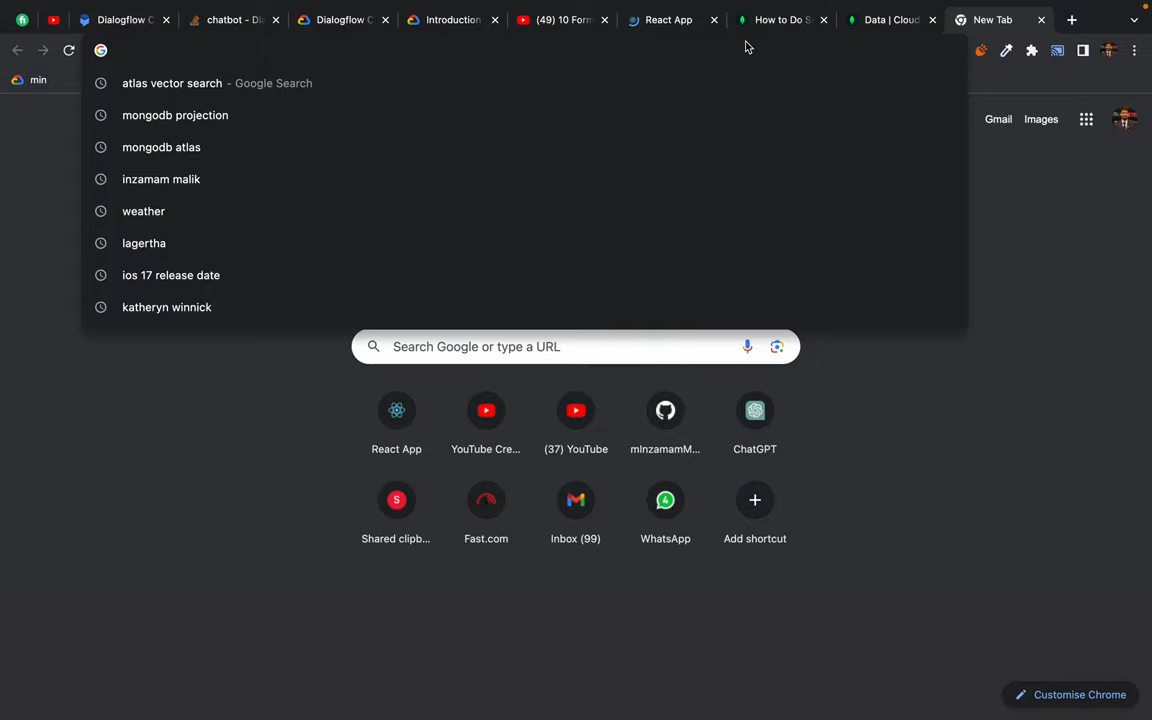 Dialogflow C
chatbot - Dia
Dialogflow C
Introduction
(49) 10 Form
React App
How to Do S
Data | Cloud
New Tab
min
atlas vector search - Google Search
mongodb projection
mongodb atlas
inzamam malik
weather
lagertha
ios 17 release date
katheryn winnick
Gmail
Images
Search Google or type a URL
React App
YouTube Cre...
(37) YouTube
mInzamamM...
ChatGPT
Shared clipb...
Fast.com
Inbox (99)
WhatsApp
Add shortcut
Customise Chrome